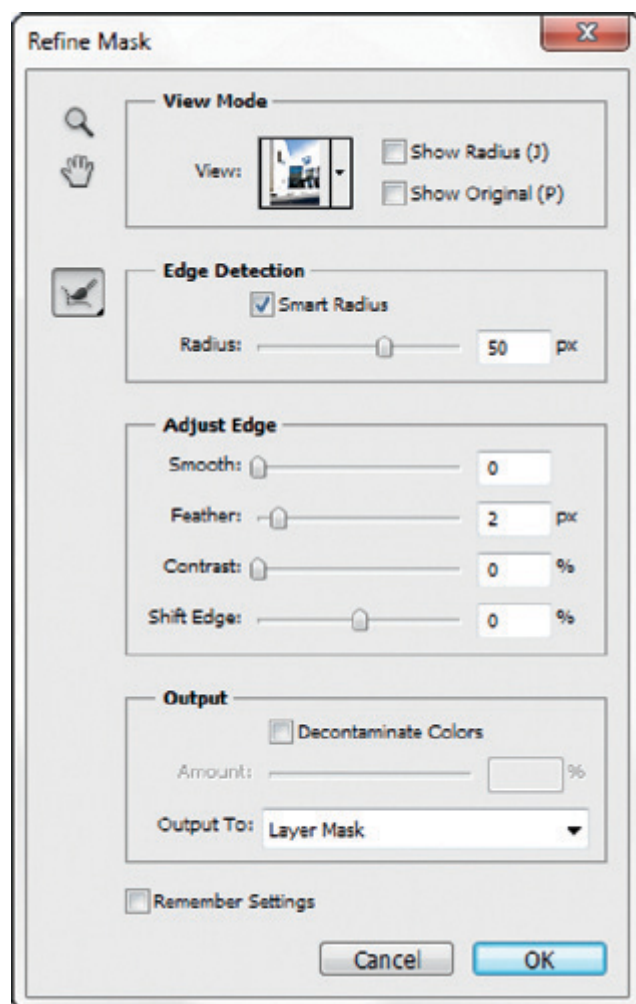 Refine Mask
View Mode
View:
Show Radius (J)
Show Original (P)
Edge Detection
Smart Radius
Radius: 50 px
Adjust Edge
Smooth: 0
Feather: 2 px
Contrast: 0 %
Shift Edge: 0 %
Output
Decontaminate Colors
Amount: %
Output To: Layer Mask
Remember Settings
Cancel OK